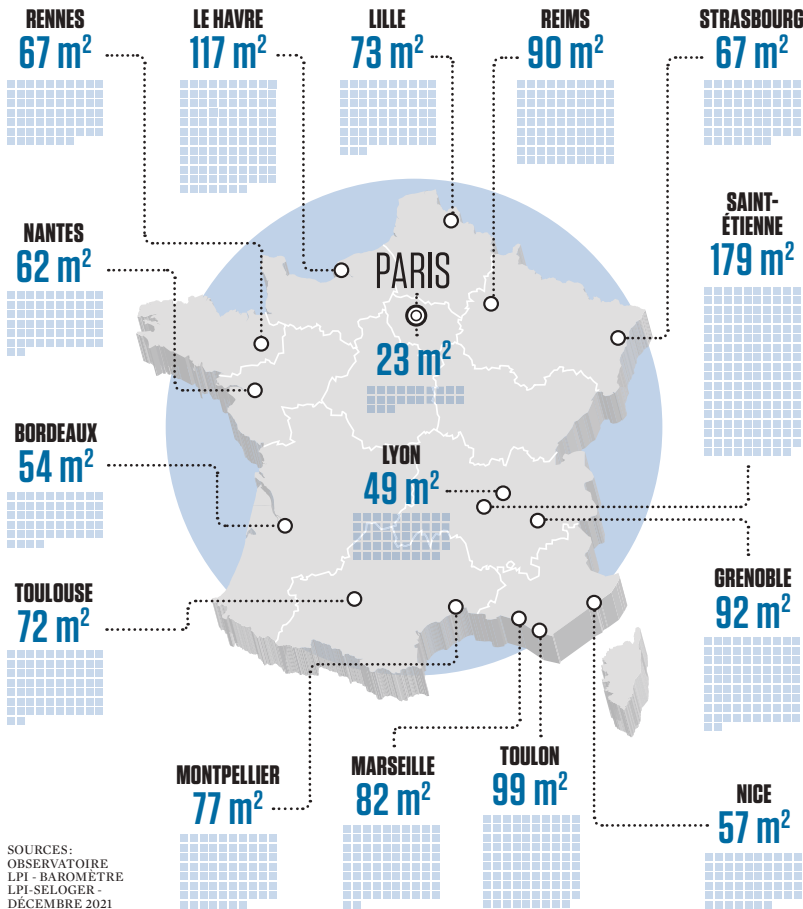 RENNES
67 m²
LE HAVRE
117 m²
LILLE
73 m²
REIMS
90 m²
STRASBOURG
67 m²
NANTES
62 m²
PARIS
23 m²
SAINT-
ÉTIENNE
179 m²
BORDEAUX
54 m²
LYON
49 m²
TOULOUSE
72 m²
GRENOBLE
92 m²
MONTPELLIER
77 m²
MARSEILLE
82 m²
TOULON
99 m²
NICE
57 m²
SOURCES:
OBSERVATOIRE
LPI - BAROMÈTRE
LPI-SELOGER -
DÉCEMBRE 2021